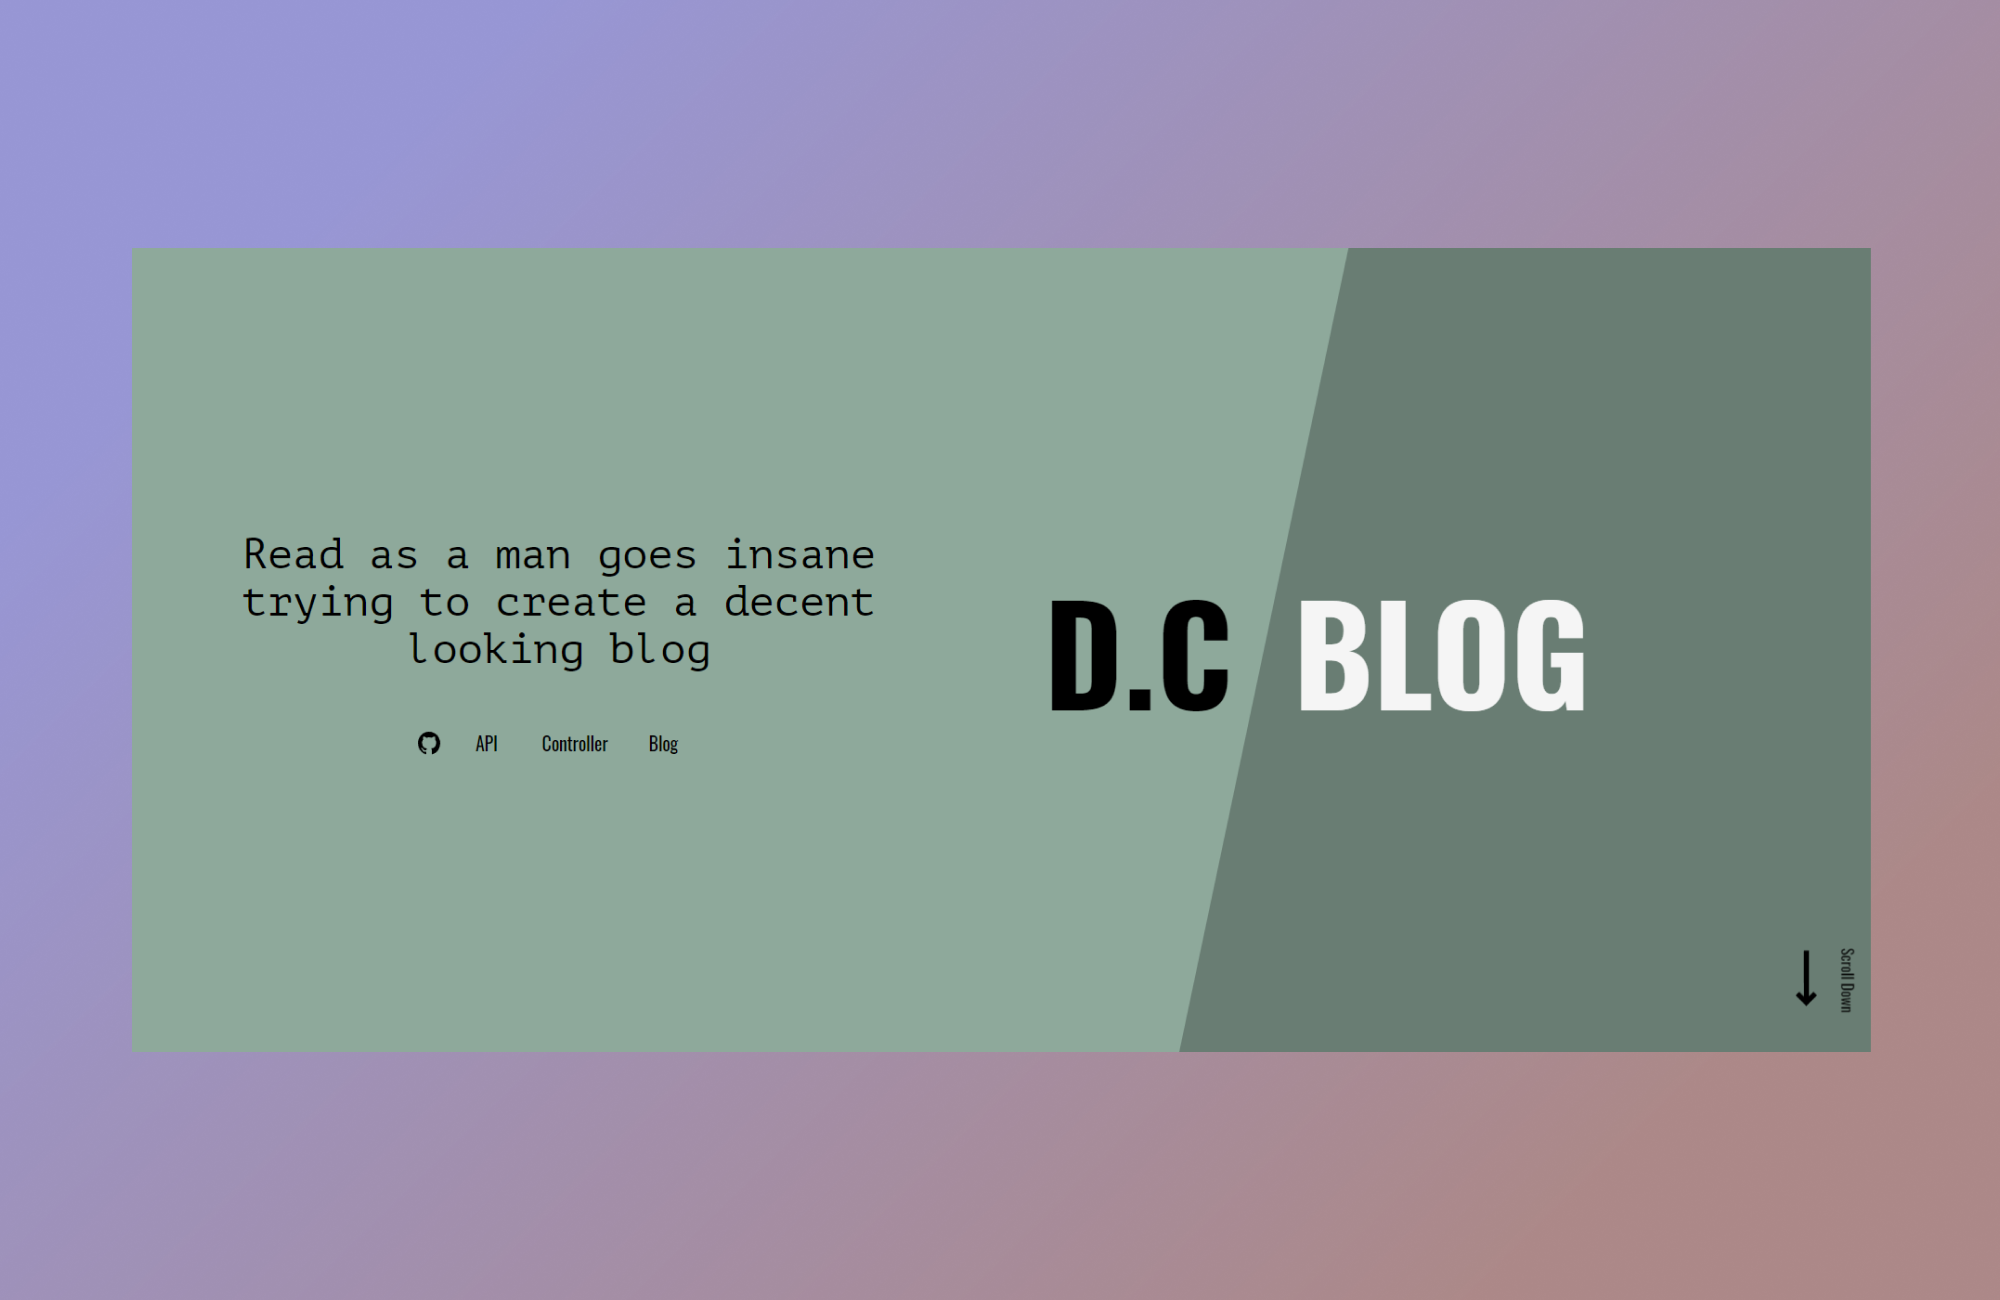 Read as a man goes insane
trying to create a decent
looking blog
API Controller Blog
D.C BLOG
Scroll Down